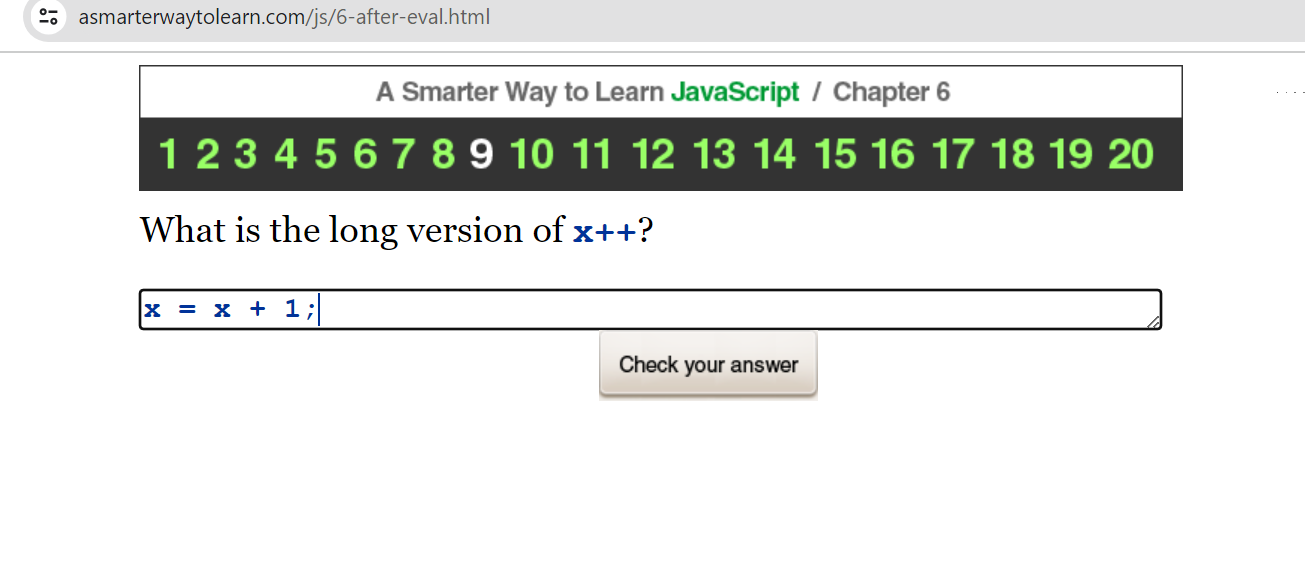 asmarterwaytolearn.com/js/6-after-eval.html
A Smarter Way to Learn JavaScript / Chapter 6
1 2 3 4 5 6 7 8 9 10 11 12 13 14 15 16 17 18 19 20
What is the long version of x++?
x = x + 1;
Check your answer